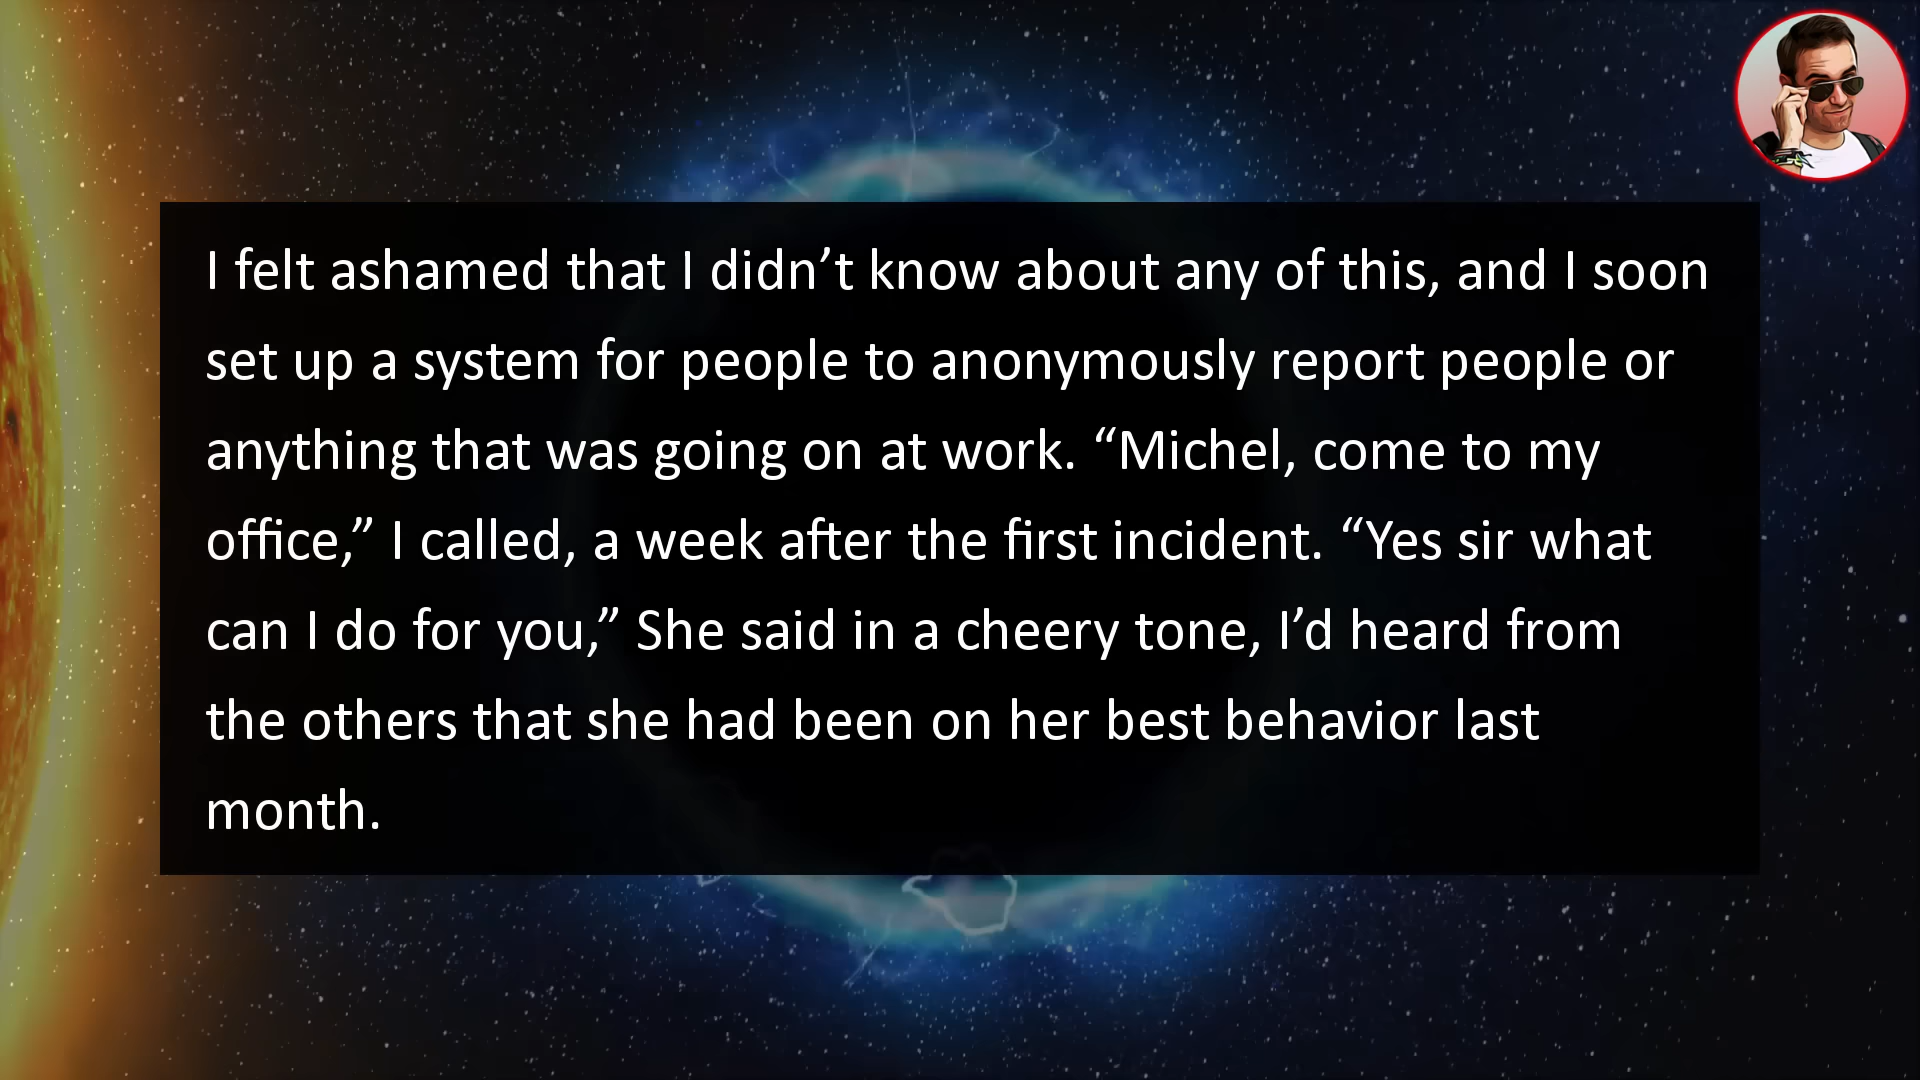 I felt ashamed that I didn’t know about any of this, and I soon
set up a system for people to anonymously report people or
anything that was going on at work. “Michel, come to my
office,” I called, a week after the first incident. “Yes sir what
can I do for you,” She said in a cheery tone, I’d heard from
the others that she had been on her best behavior last
month.